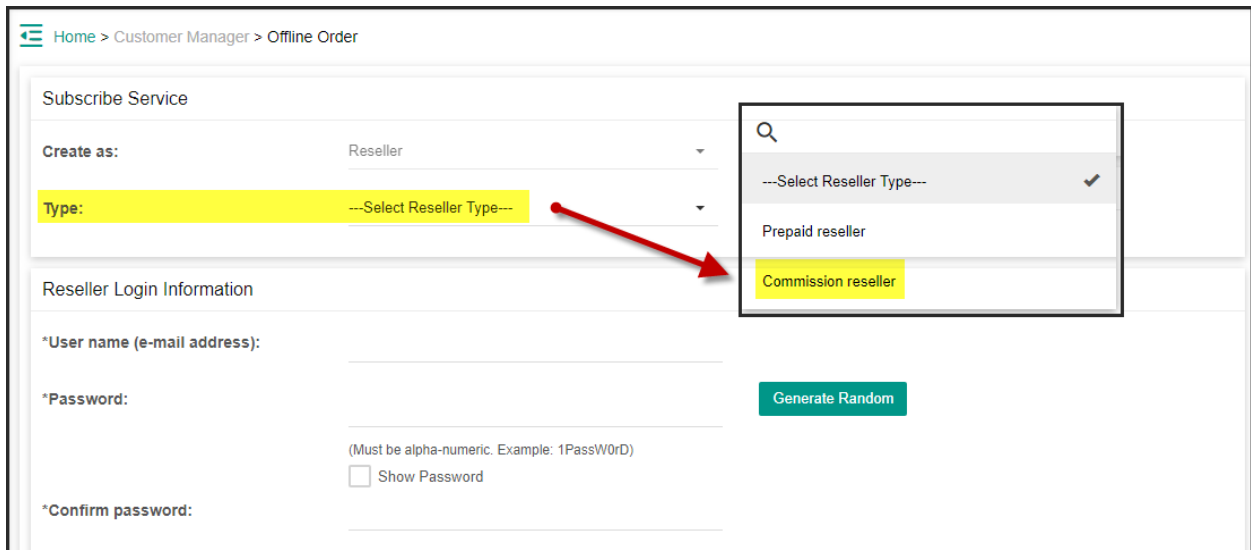 Home > Customer Manager > Offline Order
Subscribe Service
Create as:
Reseller
Type:
---Select Reseller Type---
---Select Reseller Type---
Prepaid reseller
Commission reseller
Reseller Login Information
*User name (e-mail address):
*Password:
Generate Random
(Must be alpha-numeric. Example: 1PassW0rD)
Show Password
*Confirm password: